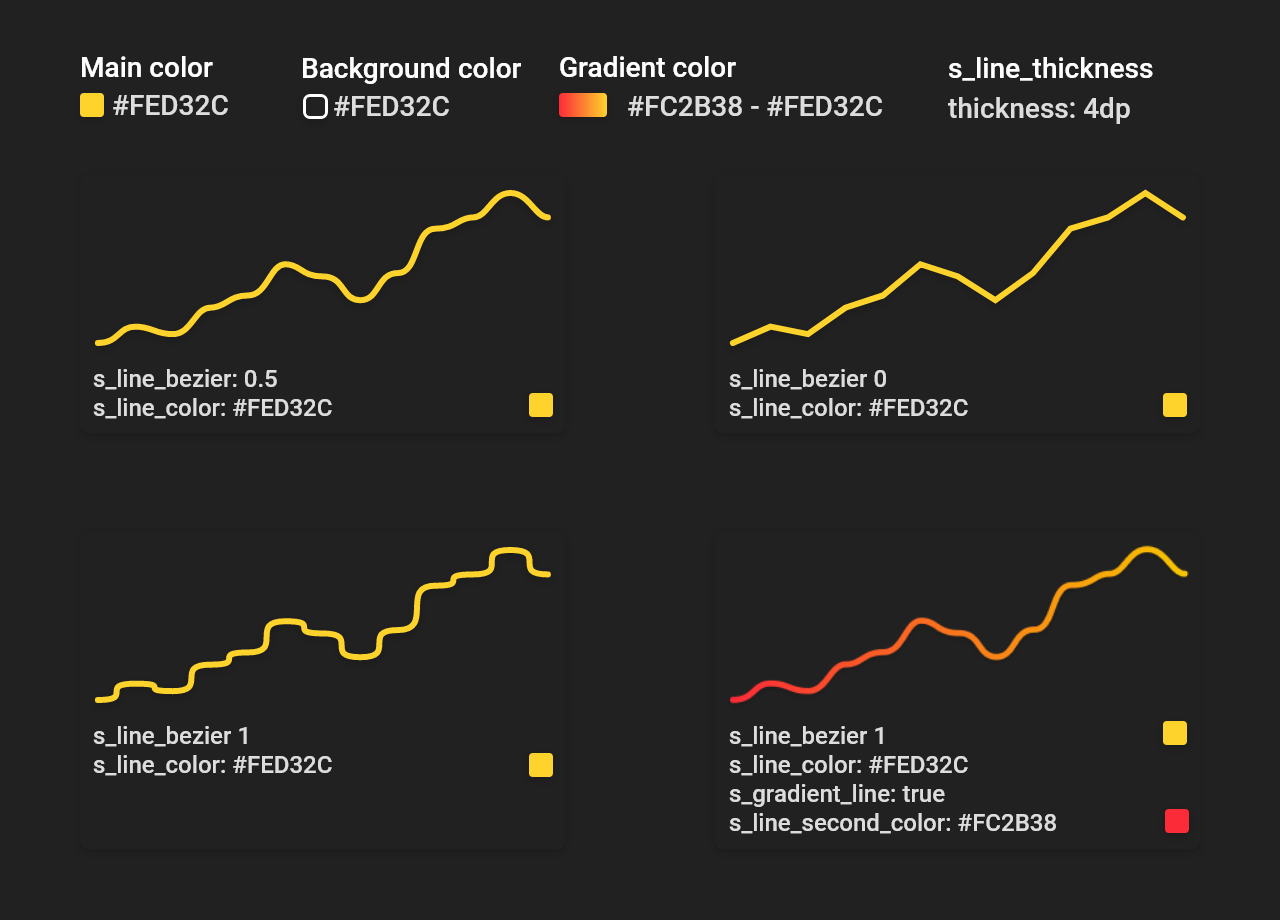 Main color
#FED32C
Background color
#FED32C
Gradient color
#FC2B38 - #FED32C
s_line_thickness
thickness: 4dp
s_line_bezier: 0.5
s_line_color: #FED32C
s_line_bezier 0
s_line_color: #FED32C
s_line_bezier 1
s_line_color: #FED32C
s_line_bezier 1
s_line_color: #FED32C
s_gradient_line: true
s_line_second_color: #FC2B38